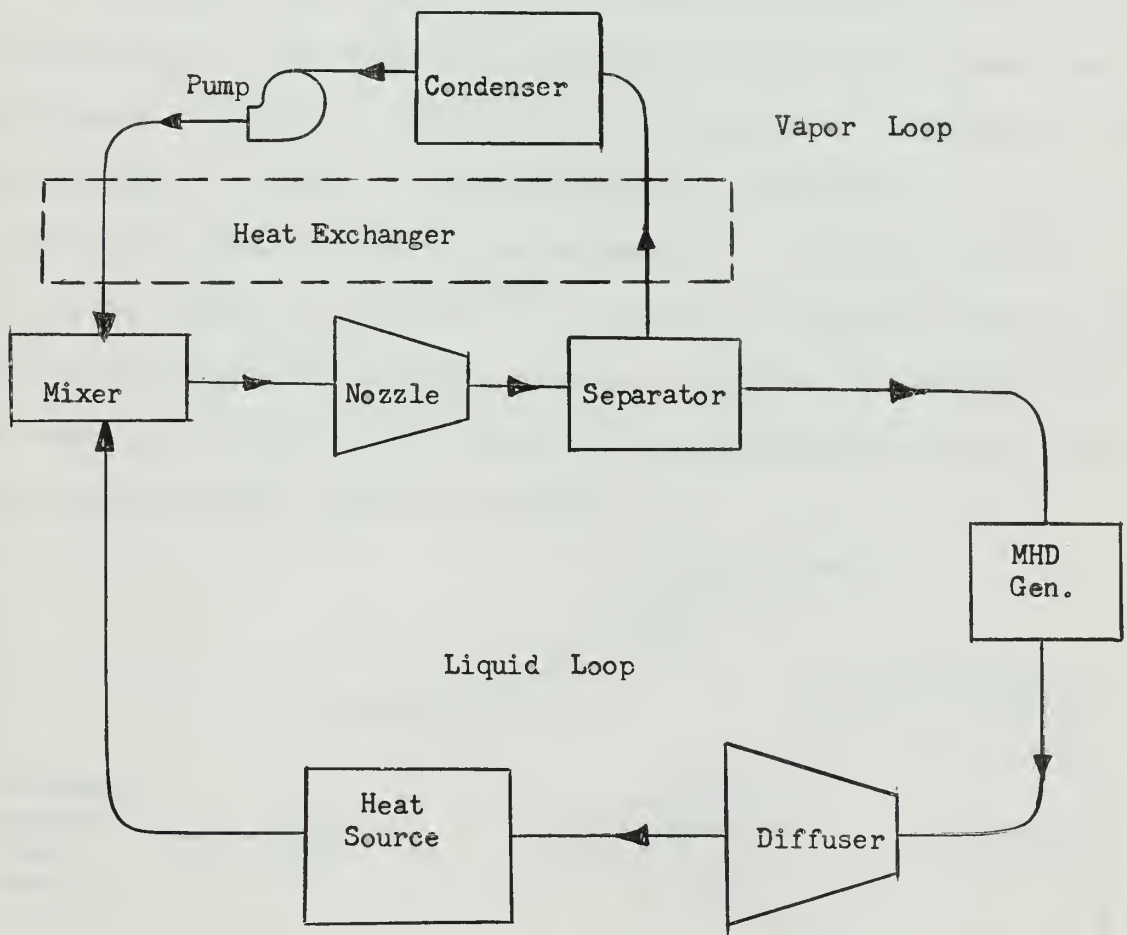 Pump
Condenser
Vapor Loop
Heat Exchanger
Mixer
Nozzle
Separator
MHD
Gen.
Liquid Loop
Heat
Source
Diffuser